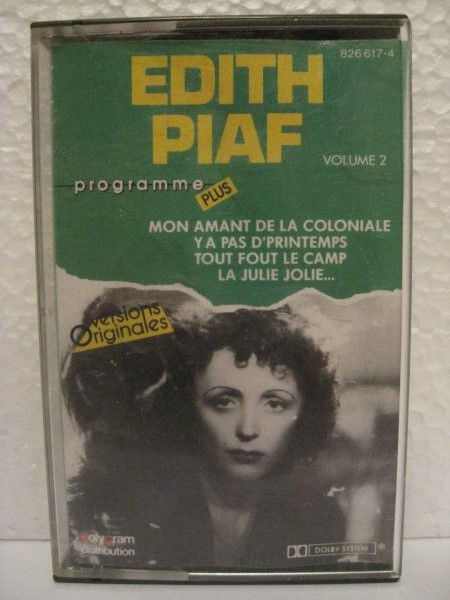 826 617-4
EDITH
PIAF
VOLUME 2
programme
PLUS
MON AMANT DE LA COLONIALE
Y A PAS D'PRINTEMPS
TOUT FOUT LE CAMP
LA JULIE JOLIE...
versions
Originales
PolyGram
distribution
DOLBY SYSTEM ®